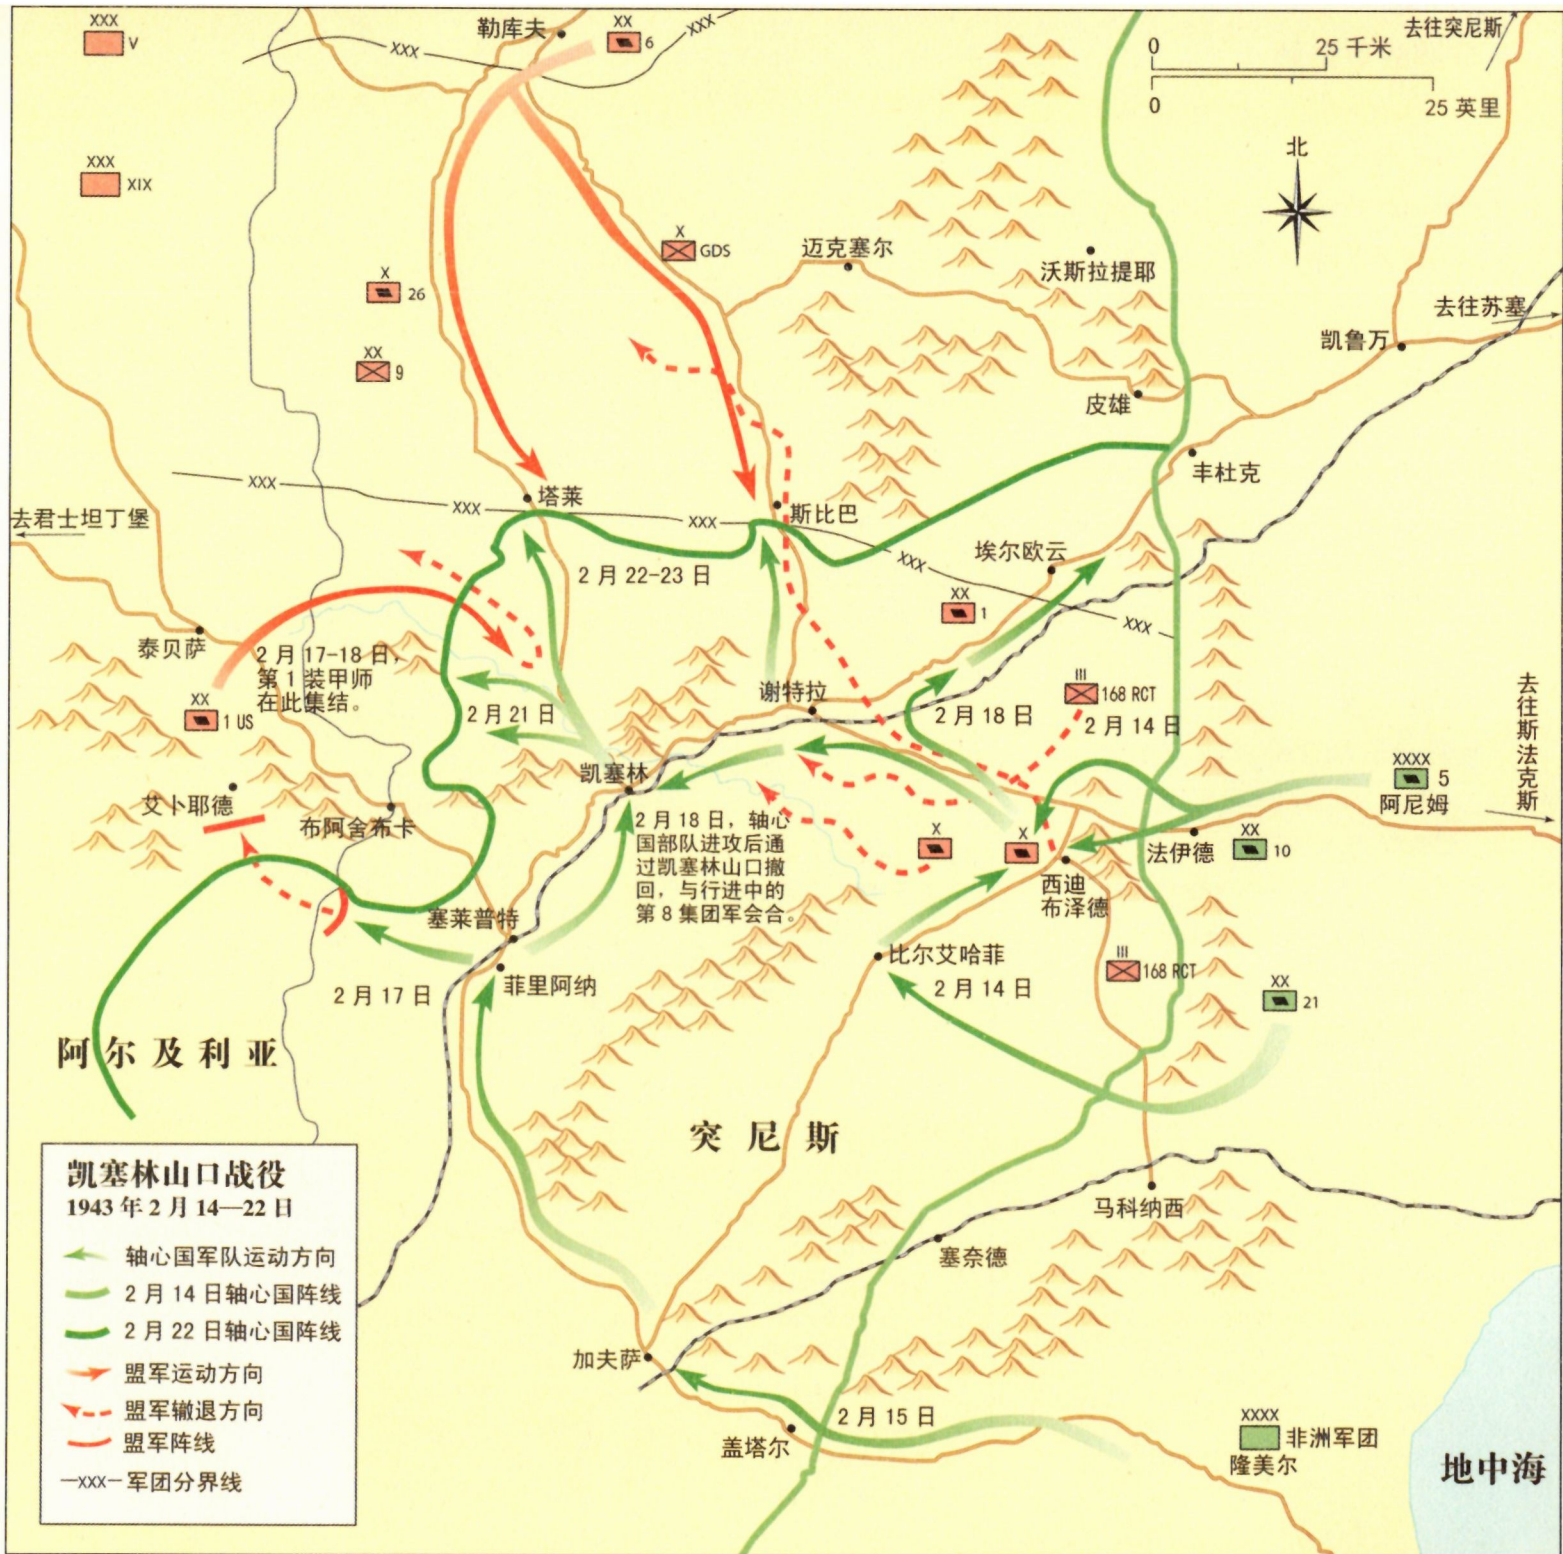 XXX
V
勒库夫
XX
6
XXX
XXX
0
25 千米
0
25 英里
去往突尼斯
北
XXX
XIX
X
GDS
迈克塞尔
沃斯拉提耶
X
26
XX
9
去往苏塞
凯鲁万
皮雄
丰杜克
XXX
XXX
XXX
XXX
XXX
塔莱
斯比巴
去君士坦丁堡
埃尔欧云
2 月 22-23 日
XX
1
泰贝萨
2 月 17-18 日，
第 1 装甲师
在此集结。
XX
1 US
2 月 21 日
谢特拉
2 月 18 日
III
168 RCT
2 月 14 日
去往斯法克斯
凯塞林
XXXX
5
阿尼姆
艾卜耶德
布阿舍布卡
2 月 18 日，轴心
国部队进攻后通
过凯塞林山口撤
回，与行进中的
第 8 集团军会合。
X
X
法伊德
XX
10
西迪
布泽德
塞莱普特
菲里阿纳
2 月 17 日
比尔艾哈菲
2 月 14 日
III
168 RCT
XX
21
阿尔及利亚
突尼斯
凯塞林山口战役
1943 年 2 月 14—22 日
轴心国军队运动方向
2 月 14 日轴心国阵线
2 月 22 日轴心国阵线
盟军运动方向
盟军辙退方向
盟军阵线
XXX
军团分界线
马科纳西
塞奈德
加夫萨
2 月 15 日
盖塔尔
XXXX
非洲军团
隆美尔
地中海